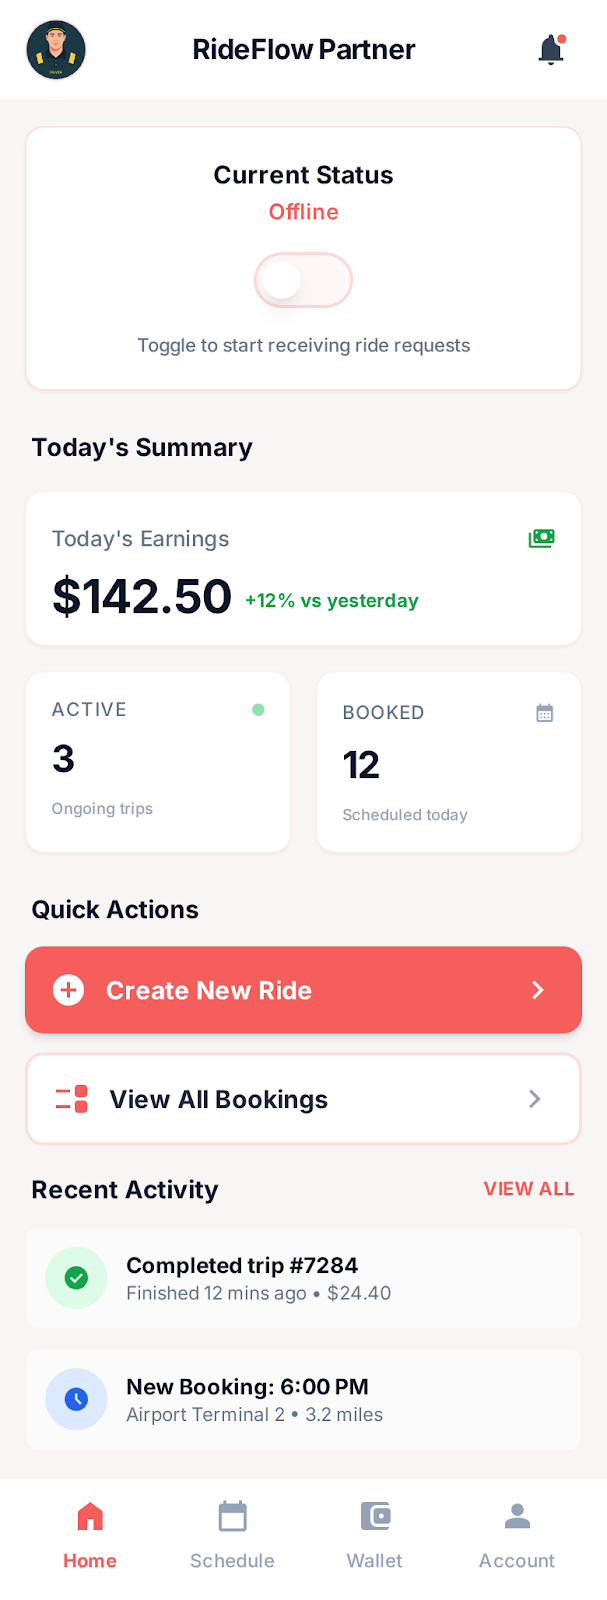 RideFlow Partner
Current Status
Offline
Toggle to start receiving ride requests
Today's Summary
Today's Earnings
$142.50 +12% vs yesterday
ACTIVE
3
Ongoing trips
BOOKED
12
Scheduled today
Quick Actions
Create New Ride
View All Bookings
Recent Activity
VIEW ALL
Completed trip #7284
Finished 12 mins ago • $24.40
New Booking: 6:00 PM
Airport Terminal 2 • 3.2 miles
Home
Schedule
Wallet
Account